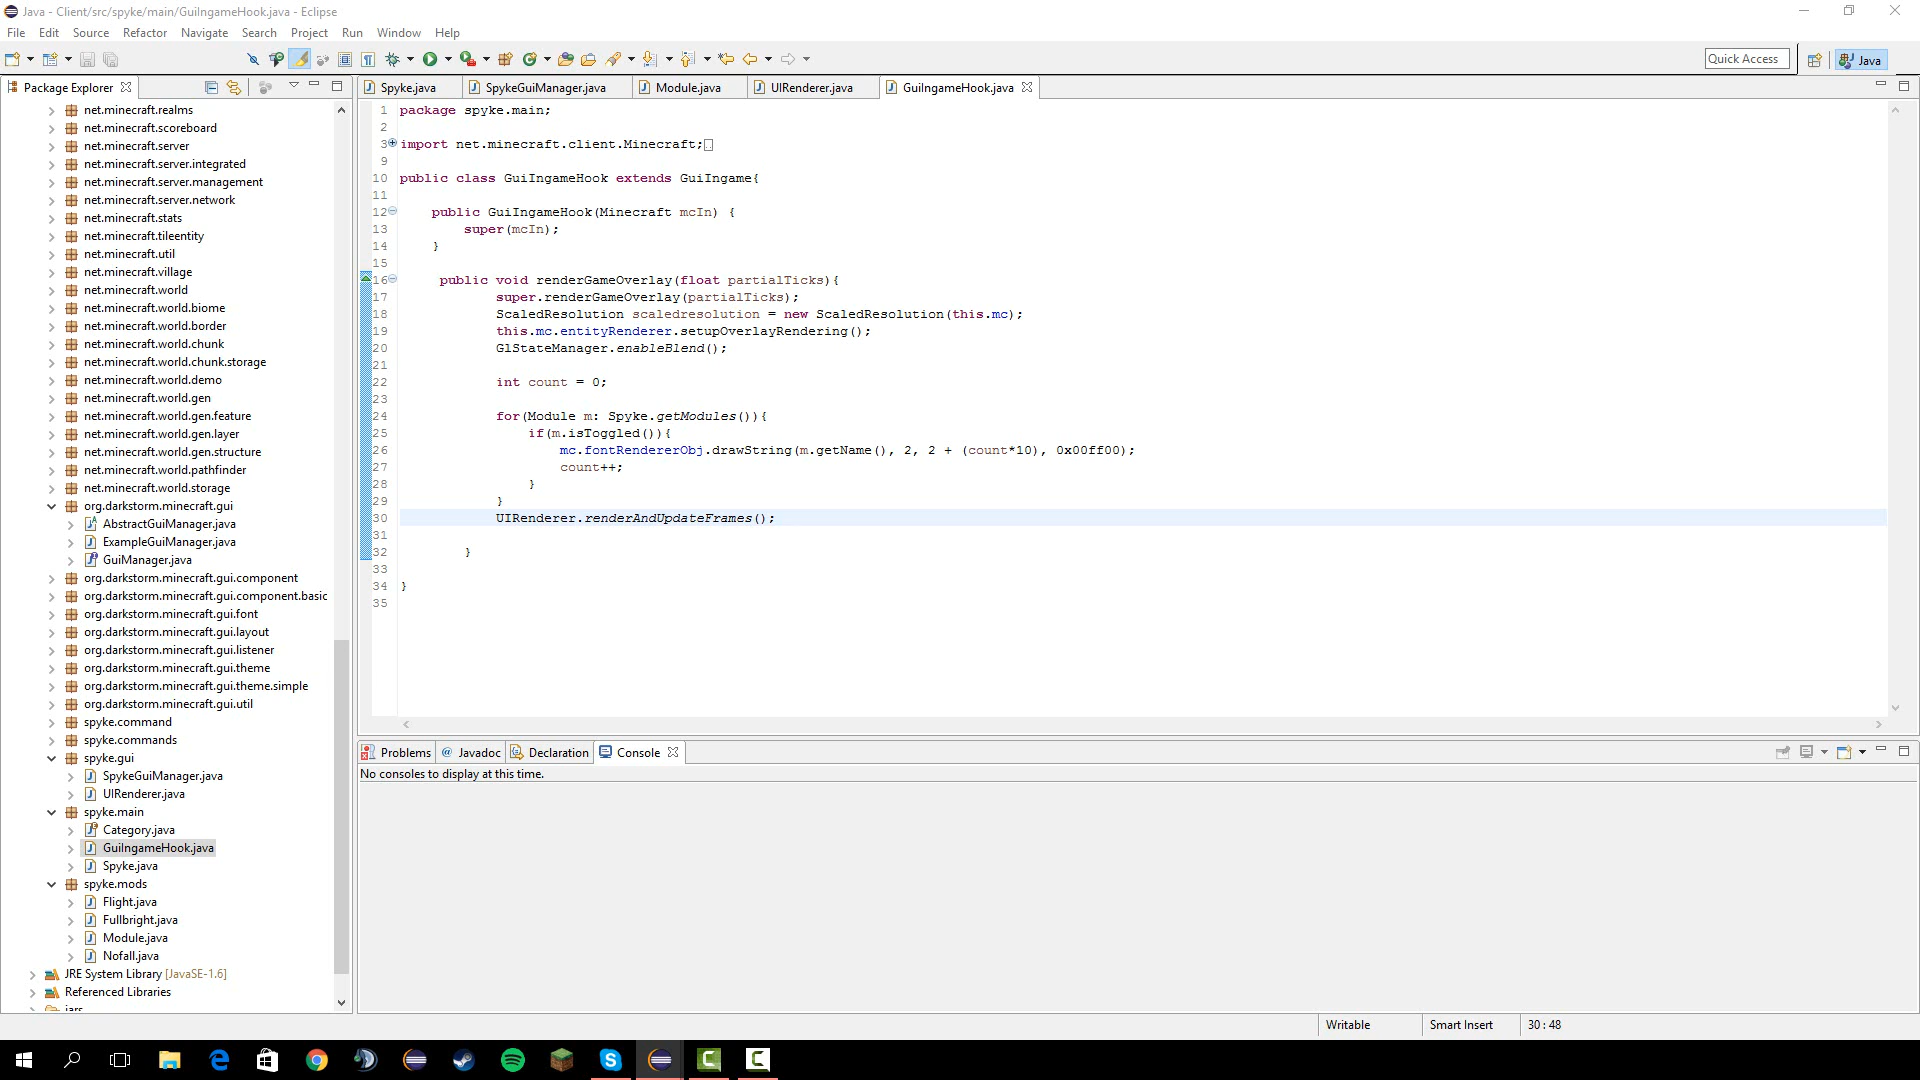 Java - Client/src/spyke/main/GuiIngameHook.java - Eclipse
File Edit Source Refactor Navigate Search Project Run Window Help
Quick Access
Java
Package Explorer
Spyke.java
SpykeGuiManager.java
Module.java
UIRenderer.java
GuiIngameHook.java
net.minecraft.realms
net.minecraft.scoreboard
net.minecraft.server
net.minecraft.server.integrated
net.minecraft.server.management
net.minecraft.server.network
net.minecraft.stats
net.minecraft.tileentity
net.minecraft.util
net.minecraft.village
net.minecraft.world
net.minecraft.world.biome
net.minecraft.world.border
net.minecraft.world.chunk
net.minecraft.world.chunk.storage
net.minecraft.world.demo
net.minecraft.world.gen
net.minecraft.world.gen.feature
net.minecraft.world.gen.layer
net.minecraft.world.gen.structure
net.minecraft.world.pathfinder
net.minecraft.world.storage
org.darkstorm.minecraft.gui
AbstractGuiManager.java
ExampleGuiManager.java
GuiManager.java
org.darkstorm.minecraft.gui.component
org.darkstorm.minecraft.gui.component.basic
org.darkstorm.minecraft.gui.font
org.darkstorm.minecraft.gui.layout
org.darkstorm.minecraft.gui.listener
org.darkstorm.minecraft.gui.theme
org.darkstorm.minecraft.gui.theme.simple
org.darkstorm.minecraft.gui.util
spyke.command
spyke.commands
spyke.gui
SpykeGuiManager.java
UIRenderer.java
spyke.main
Category.java
GuiIngameHook.java
Spyke.java
spyke.mods
Flight.java
Fullbright.java
Module.java
Nofall.java
JRE System Library [JavaSE-1.6]
Referenced Libraries
jars
1 package spyke.main;
2
3 import net.minecraft.client.Minecraft;
9
10 public class GuiIngameHook extends GuiIngame{
11
12 public GuiIngameHook(Minecraft mcIn) {
13 super(mcIn);
14 }
15
16 public void renderGameOverlay(float partialTicks){
17 super.renderGameOverlay(partialTicks);
18 ScaledResolution scaledresolution = new ScaledResolution(this.mc);
19 this.mc.entityRenderer.setupOverlayRendering();
20 GlStateManager.enableBlend();
21
22 int count = 0;
23
24 for(Module m: Spyke.getModules()){
25 if(m.isToggled()){
26 mc.fontRendererObj.drawString(m.getName(), 2, 2 + (count*10), 0x00ff00);
27 count++;
28 }
29 }
30 UIRenderer.renderAndUpdateFrames();
31
32 }
33
34 }
35
Problems @ Javadoc Declaration Console
No consoles to display at this time.
Writable Smart Insert 30 : 48